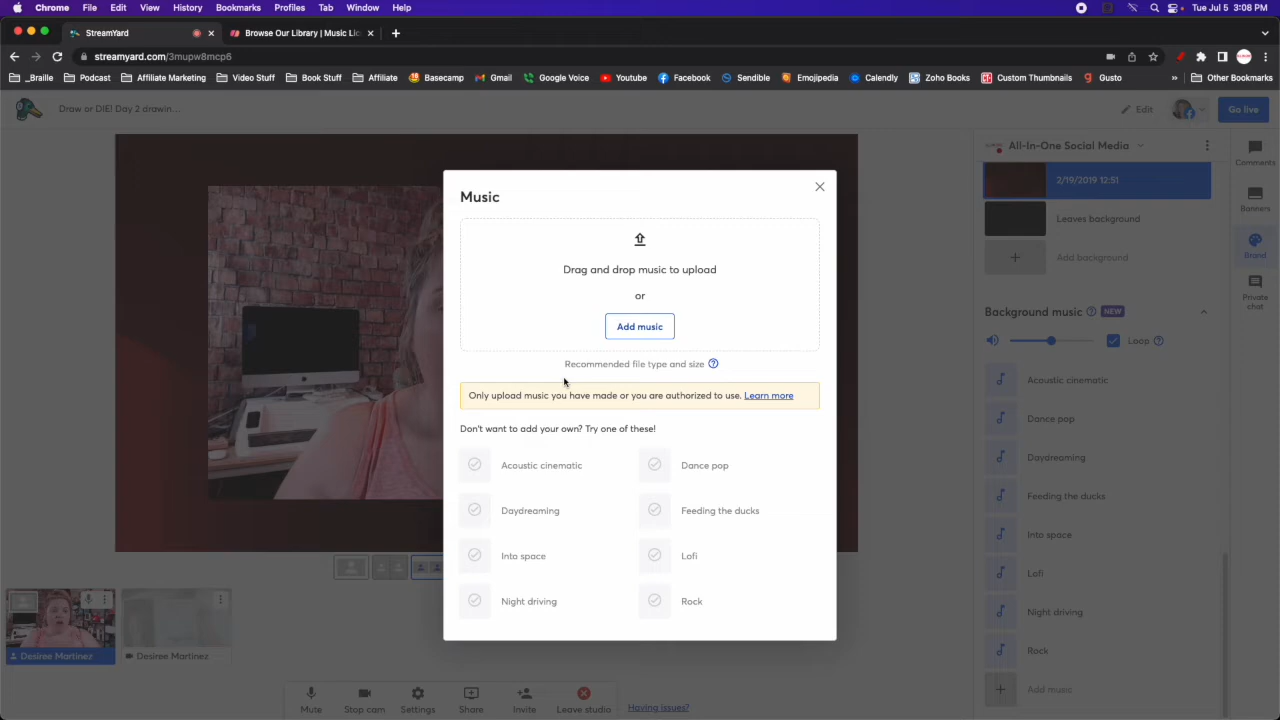 Chrome File Edit View History Bookmarks Profiles Tab Window Help
Tue Jul 5 3:08 PM
StreamYard
Browse Our Library | Music Lic
streamyard.com/3mupw8mcp6
_Braille Podcast Affiliate Marketing Video Stuff Book Stuff Affiliate Basecamp Gmail Google Voice Youtube Facebook Sendible Emojipedia Calendly Zoho Books Custom Thumbnails Gusto » Other Bookmarks
Draw or DIE! Day 2 drawin...
Edit
Go live
All-In-One Social Media
Comments
2/19/2019 12:51
Leaves background
Banners
Add background
Brand
Private chat
Background music NEW
Loop
Acoustic cinematic
Dance pop
Daydreaming
Feeding the ducks
Into space
Lofi
Night driving
Rock
Add music
Music
Drag and drop music to upload
or
Add music
Recommended file type and size
Only upload music you have made or you are authorized to use. Learn more
Don't want to add your own? Try one of these!
Acoustic cinematic
Dance pop
Daydreaming
Feeding the ducks
Into space
Lofi
Night driving
Rock
Desiree Martinez
Desiree Martinez
Mute
Stop cam
Settings
Share
Invite
Leave studio
Having issues?